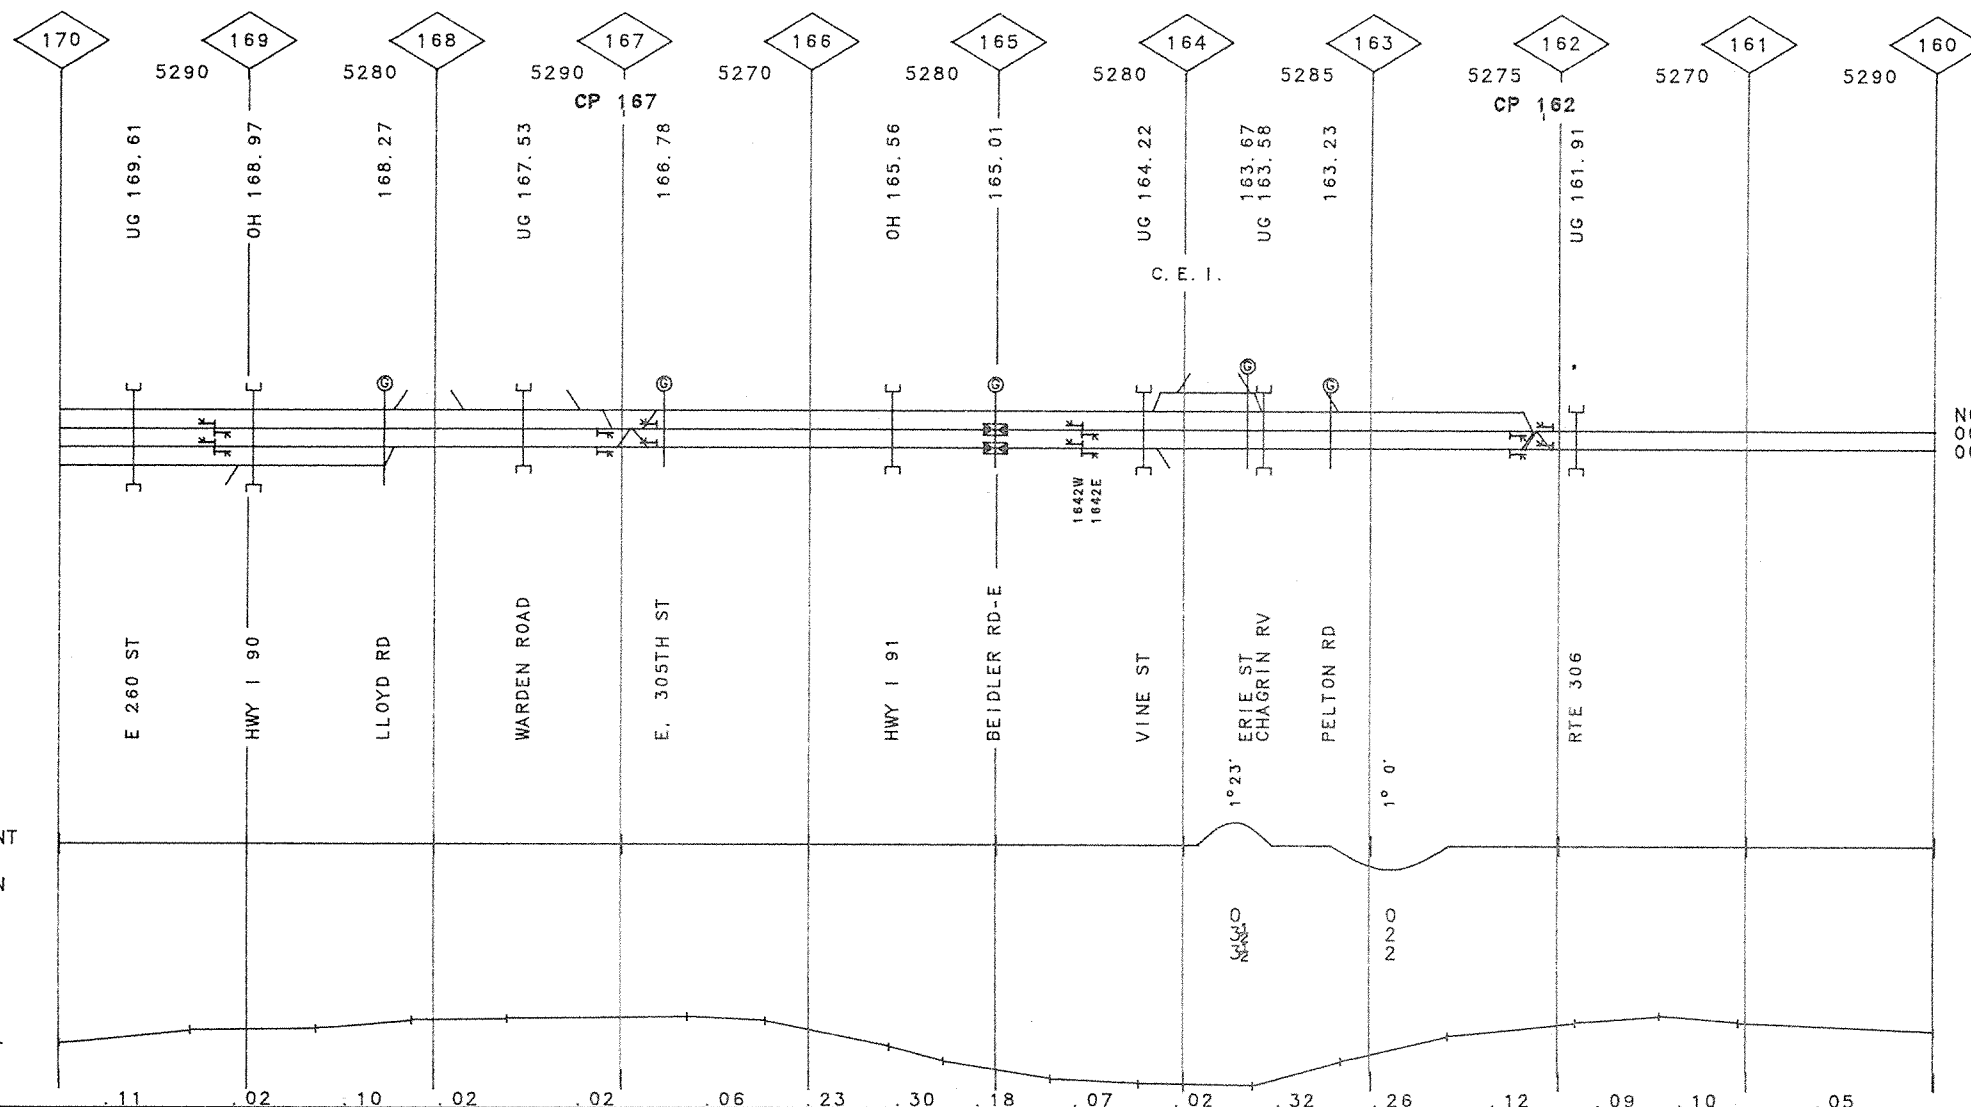 170 169 168 167 166 165 164 163 162 161 160
5290 5280 5290 5270 5280 5280 5285 5275 5270 5290
CP 167
CP 162
UG 169.61
OH 168.97
168.27
UG 167.53
166.78
OH 165.56
165.01
UG 164.22
163.67
UG 163.58
163.23
UG 161.91
C.E.I.
G G G G G
1642W
1642E
E 260 ST
HWY I 90
LLOYD RD
WARDEN ROAD
E. 305TH ST
HWY I 91
BEIDLER RD-E
VINE ST
ERIE ST
CHAGRIN RV
PELTON RD
RTE 306
1°23'
1° 0'
NT
N
0
0
2
2
.11 .02 .10 .02 .02 .06 .23 .30 .18 .07 .02 .32 .26 .12 .09 .10 .05